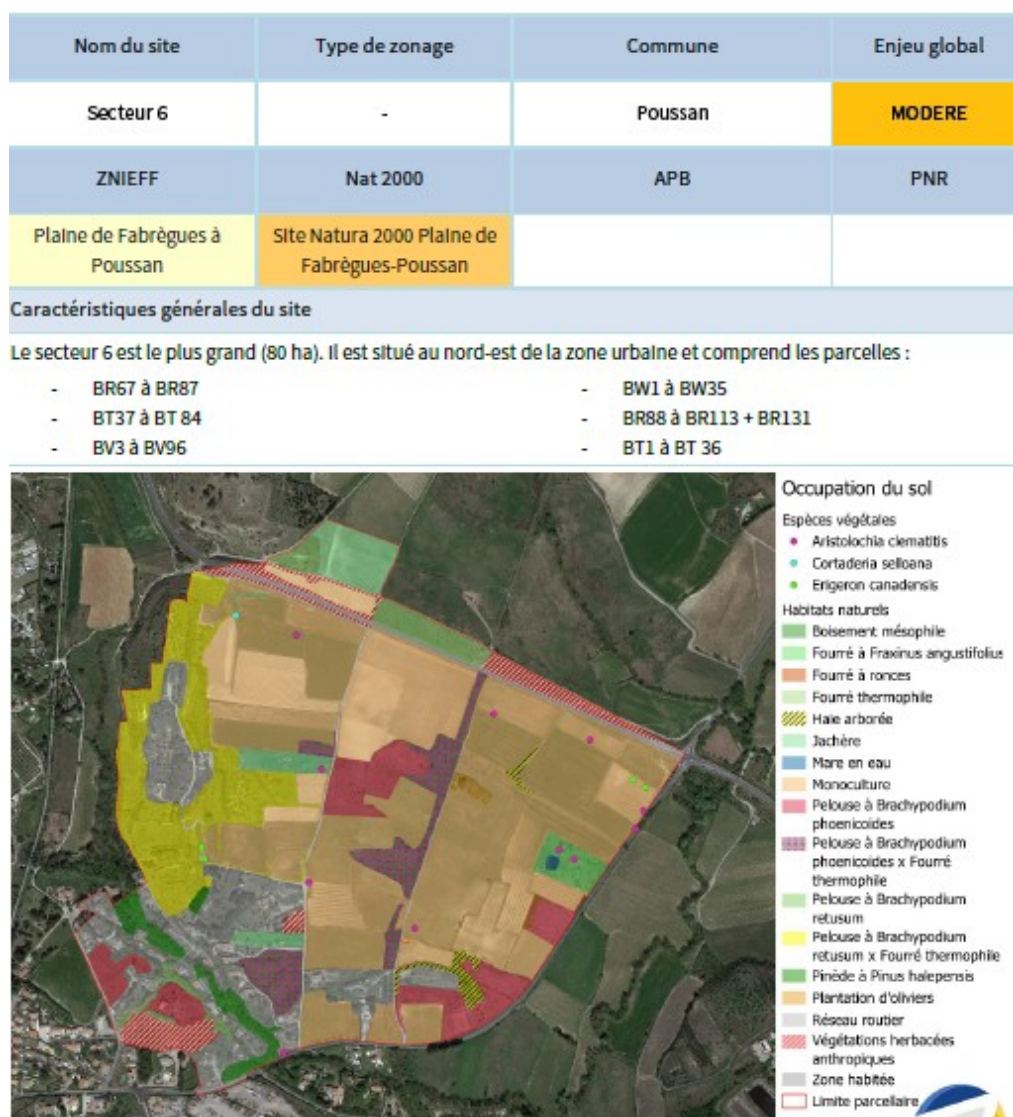 Nom du site Type de zonage Commune Enjeu global
Secteur 6 - Poussan MODERE
ZNIEFF Nat 2000 APB PNR
Plaine de Fabrègues à
Poussan
Site Natura 2000 Plaine de
Fabrègues-Poussan
Caractéristiques générales du site
Le secteur 6 est le plus grand (80 ha). Il est situé au nord-est de la zone urbaine et comprend les parcelles :
- BR67 à BR87
- BT37 à BT 84
- BV3 à BV96
- BW1 à BW35
- BR88 à BR113 + BR131
- BT1 à BT 36
Occupation du sol
Espèces végétales
Aristolochia clematitis
Cortaderia selloana
Erigeron canadensis
Habitats naturels
Boisement mésophile
Fourré à Fraxinus angustifolius
Fourré à ronces
Fourré thermophile
Haie arborée
Jachère
Mare en eau
Monoculture
Pelouse à Brachypodium
phoenicoides
Pelouse à Brachypodium
phoenicoides x Fourré
thermophile
Pelouse à Brachypodium
retusum
Pelouse à Brachypodium
retusum x Fourré thermophile
Pinède à Pinus halepensis
Plantation d'oliviers
Réseau routier
Végétations herbacées
anthropiques
Zone habitée
Limite parcellaire